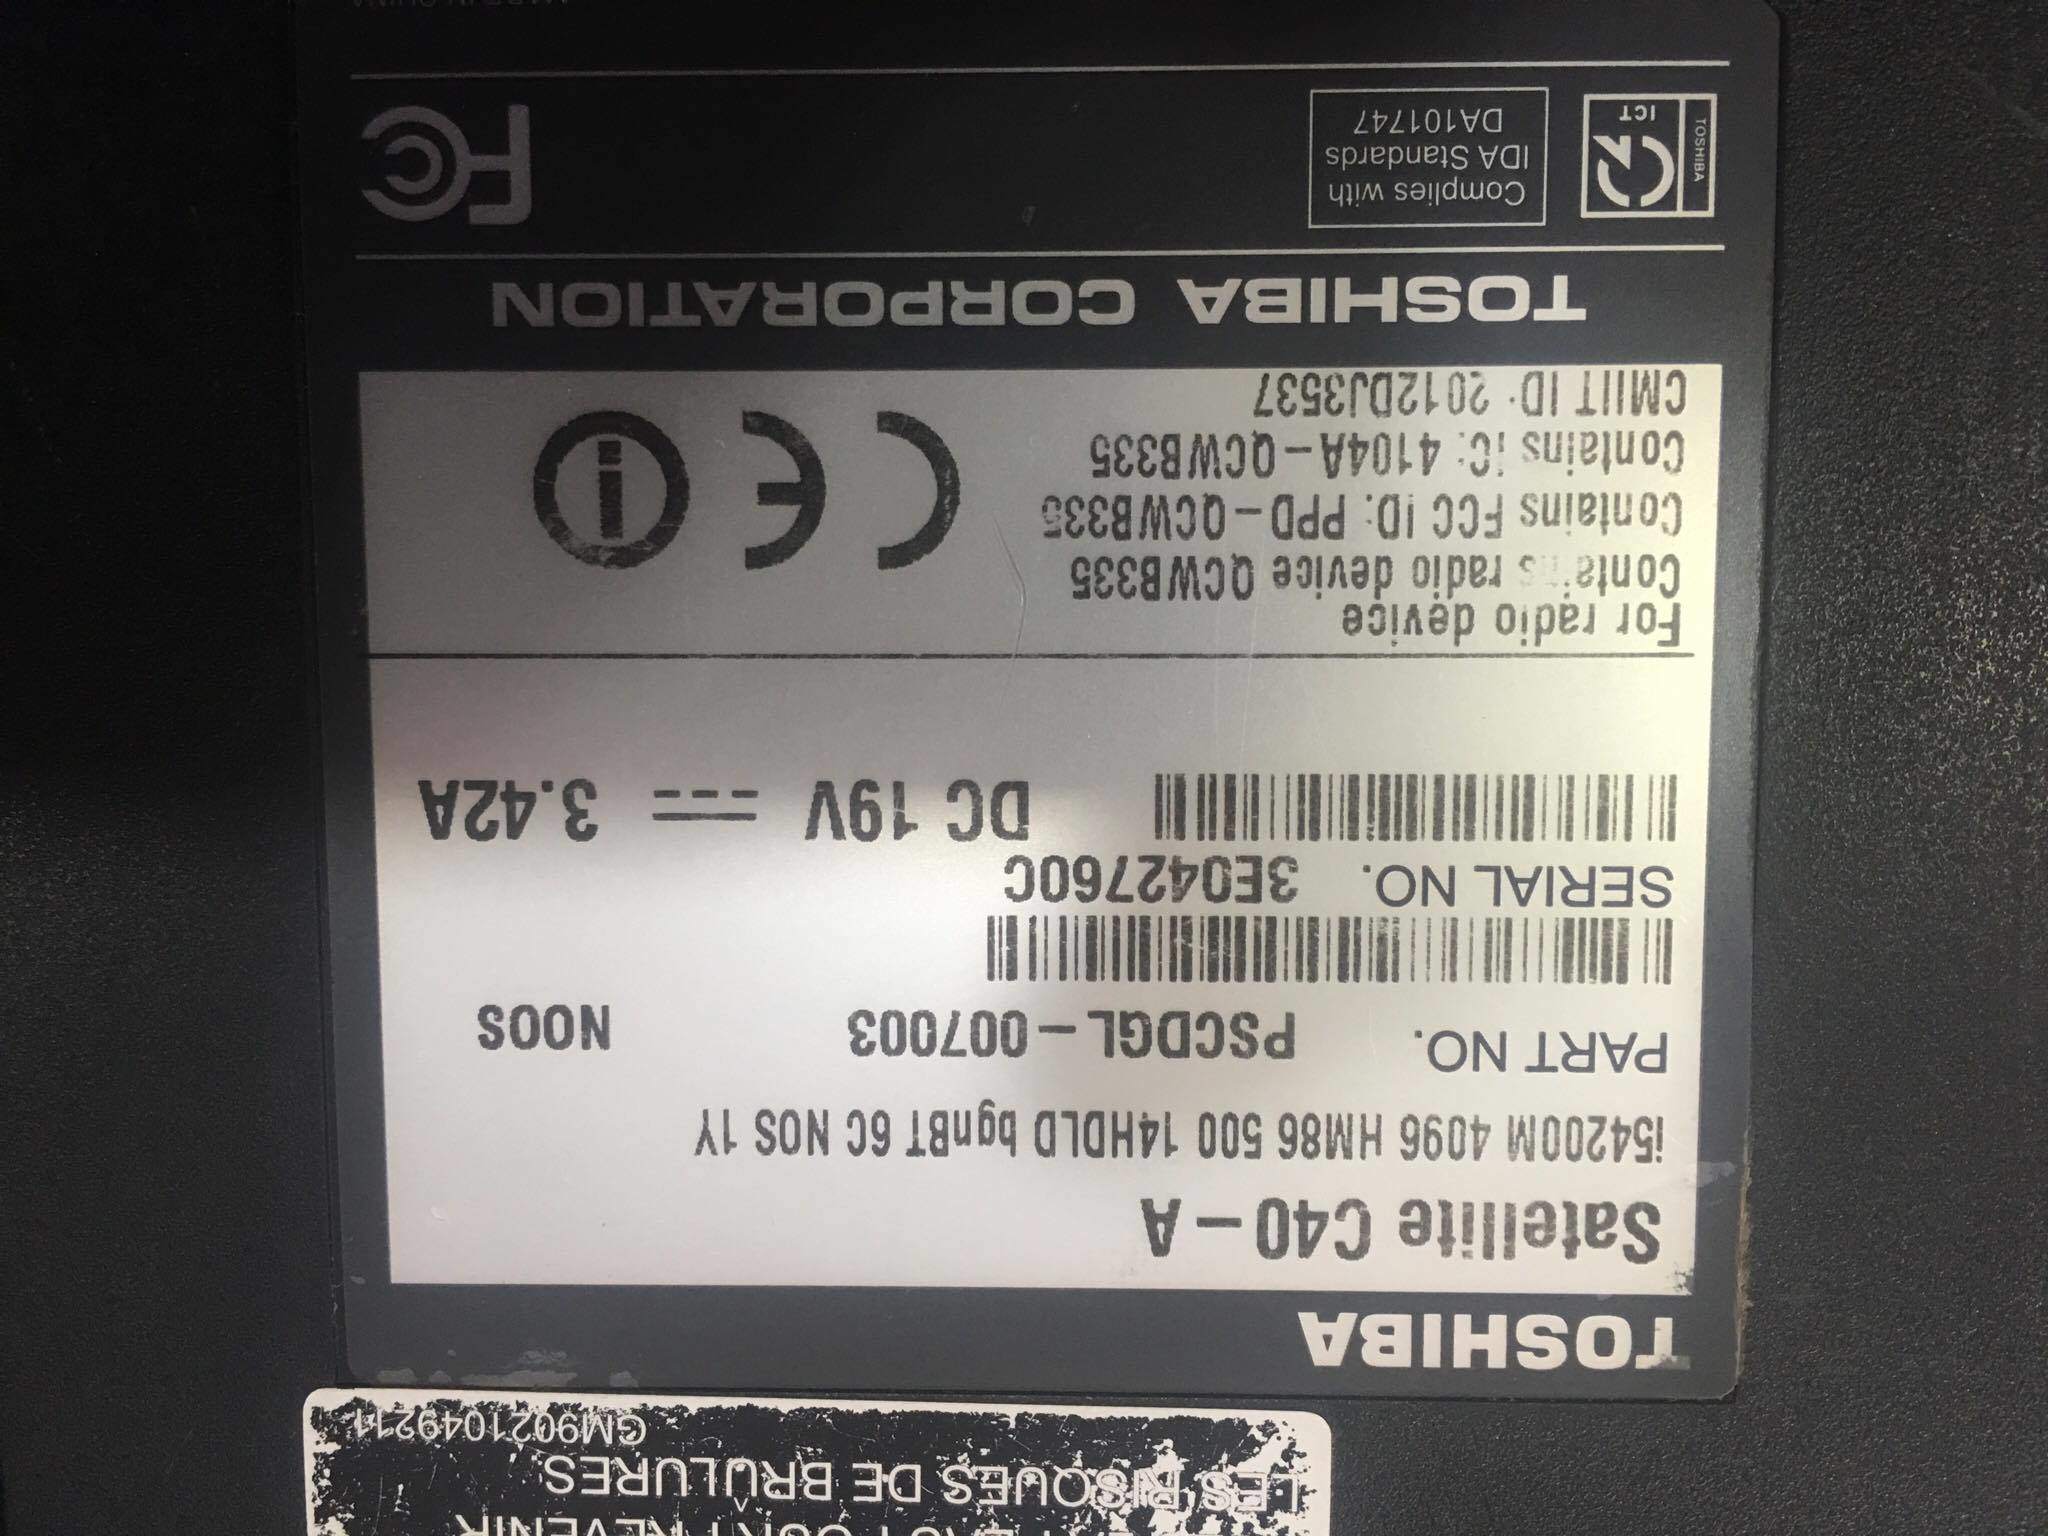 LES RISQUES DE BRÛLURES
GM9021049211
TOSHIBA
Satellite C40-A
i54200M 4096 HM86 500 14HDLD bgnBT 6C NOS 1Y
PART NO. PSCDGL-007003 N00S
SERIAL NO. 3E042760C
DC 19V 3.42A
For radio device
Contains radio device QCWB335
Contains FCC ID: PPD-QCWB335
Contains IC: 4104A-QCWB335
CMIIT ID: 2012DJ3537
CE
TOSHIBA CORPORATION
TOSHIBA
ICT
Complies with
IDA Standards
DA101747
FC